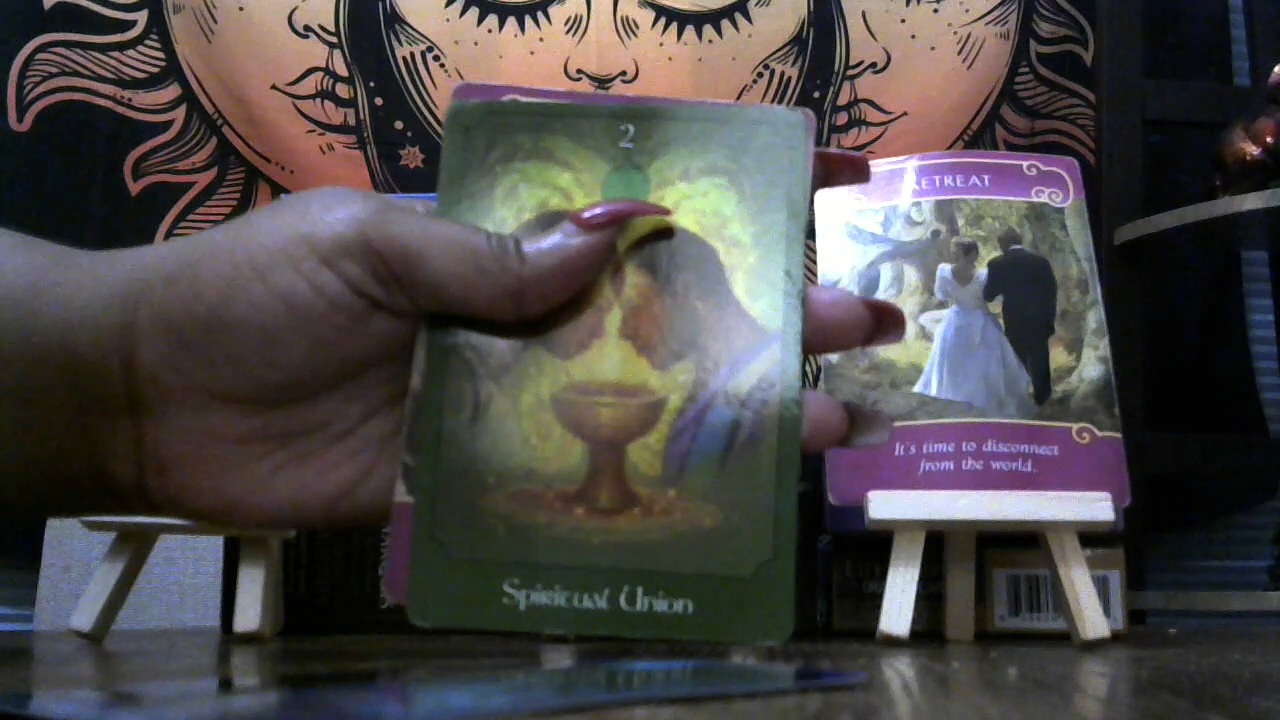 2
Spiritual Union
RETREAT
It's time to disconnect
from the world.